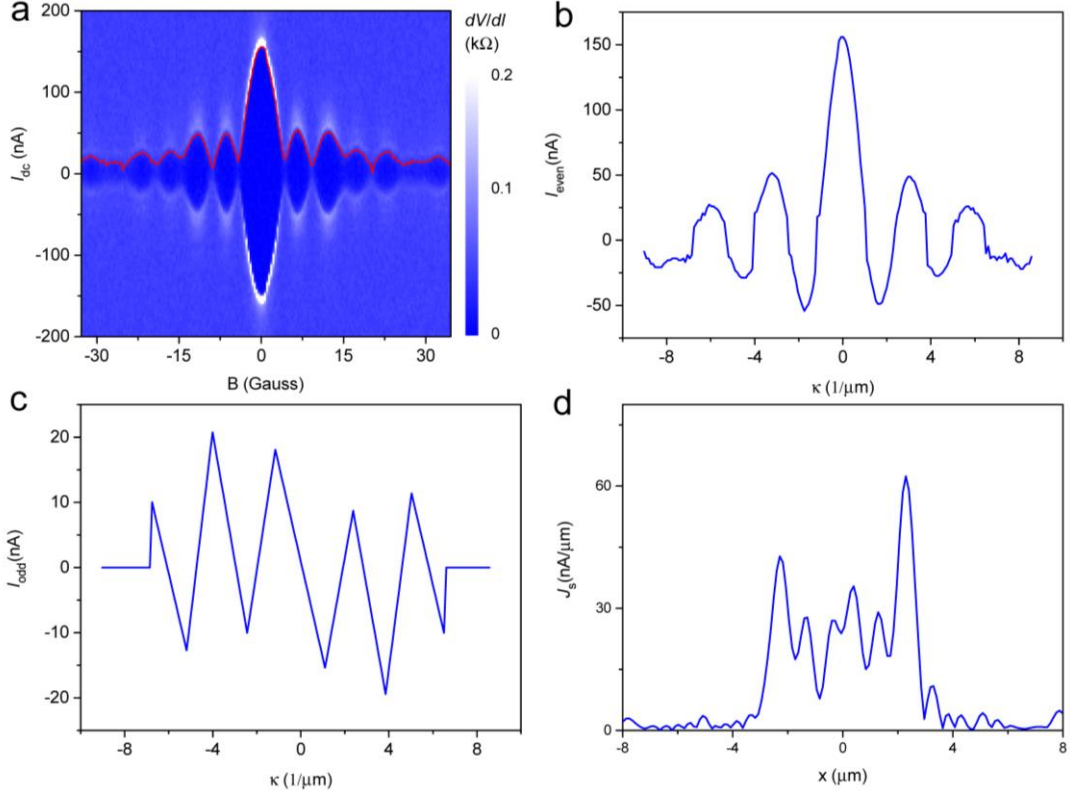 a
200
100
0
-100
-200
I_dc (nA)
-30 -15 0 15 30
B (Gauss)
dV/dI
(kΩ)
0.2
0.1
0
b
150
100
50
0
-50
I_even(nA)
-8 -4 0 4 8
κ (1/μm)
c
20
10
0
-10
-20
I_odd(nA)
-8 -4 0 4 8
κ (1/μm)
d
60
30
0
J_s(nA/μm)
-8 -4 0 4 8
x (μm)